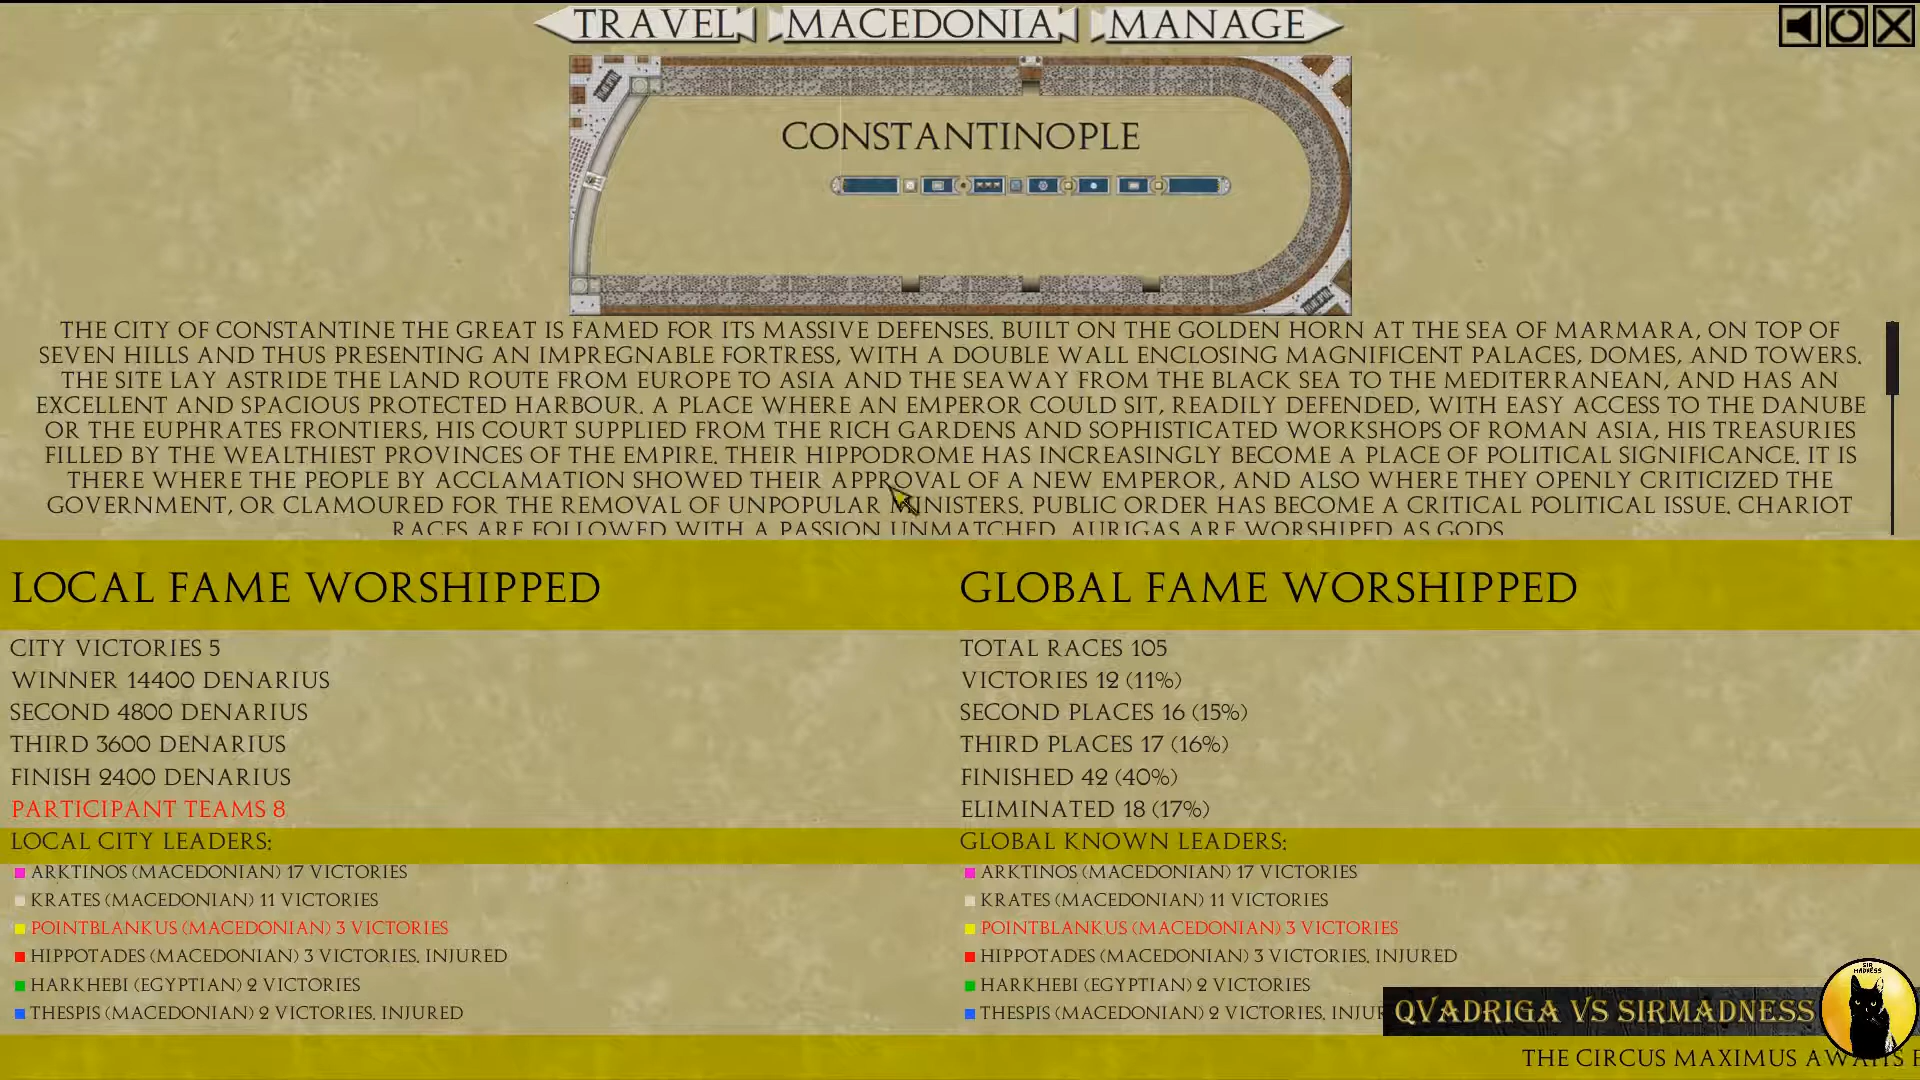 TRAVEL MACEDONIA MANAGE
CONSTANTINOPLE
THE CITY OF CONSTANTINE THE GREAT IS FAMED FOR ITS MASSIVE DEFENSES. BUILT ON THE GOLDEN HORN AT THE SEA OF MARMARA, ON TOP OF
SEVEN HILLS AND THUS PRESENTING AN IMPREGNABLE FORTRESS, WITH A DOUBLE WALL ENCLOSING MAGNIFICENT PALACES, DOMES, AND TOWERS.
THE SITE LAY ASTRIDE THE LAND ROUTE FROM EUROPE TO ASIA AND THE SEAWAY FROM THE BLACK SEA TO THE MEDITERRANEAN, AND HAS AN
EXCELLENT AND SPACIOUS PROTECTED HARBOUR. A PLACE WHERE AN EMPEROR COULD SIT, READILY DEFENDED, WITH EASY ACCESS TO THE DANUBE
OR THE EUPHRATES FRONTIERS, HIS COURT SUPPLIED FROM THE RICH GARDENS AND SOPHISTICATED WORKSHOPS OF ROMAN ASIA, HIS TREASURIES
FILLED BY THE WEALTHIEST PROVINCES OF THE EMPIRE. THEIR HIPPODROME HAS INCREASINGLY BECOME A PLACE OF POLITICAL SIGNIFICANCE. IT IS
THERE WHERE THE PEOPLE BY ACCLAMATION SHOWED THEIR APPROVAL OF A NEW EMPEROR, AND ALSO WHERE THEY OPENLY CRITICIZED THE
GOVERNMENT, OR CLAMOURED FOR THE REMOVAL OF UNPOPULAR MINISTERS. PUBLIC ORDER HAS BECOME A CRITICAL POLITICAL ISSUE. CHARIOT
RACES ARE FOLLOWED WITH A PASSION UNMATCHED. AURIGAS ARE WORSHIPED AS GODS
LOCAL FAME WORSHIPPED
CITY VICTORIES 5
WINNER 14400 DENARIUS
SECOND 4800 DENARIUS
THIRD 3600 DENARIUS
FINISH 2400 DENARIUS
PARTICIPANT TEAMS 8
LOCAL CITY LEADERS:
ARKTINOS (MACEDONIAN) 17 VICTORIES
KRATES (MACEDONIAN) 11 VICTORIES
POINTBLANKUS (MACEDONIAN) 3 VICTORIES
HIPPOTADES (MACEDONIAN) 3 VICTORIES, INJURED
HARKHEBI (EGYPTIAN) 2 VICTORIES
THESPIS (MACEDONIAN) 2 VICTORIES, INJURED
GLOBAL FAME WORSHIPPED
TOTAL RACES 105
VICTORIES 12 (11%)
SECOND PLACES 16 (15%)
THIRD PLACES 17 (16%)
FINISHED 42 (40%)
ELIMINATED 18 (17%)
GLOBAL KNOWN LEADERS:
ARKTINOS (MACEDONIAN) 17 VICTORIES
KRATES (MACEDONIAN) 11 VICTORIES
POINTBLANKUS (MACEDONIAN) 3 VICTORIES
HIPPOTADES (MACEDONIAN) 3 VICTORIES, INJURED
HARKHEBI (EGYPTIAN) 2 VICTORIES
THESPIS (MACEDONIAN) 2 VICTORIES, INJUR
QVADRIGA VS SIRMADNESS
SIR MADNESS
THE CIRCUS MAXIMUS AWAITS